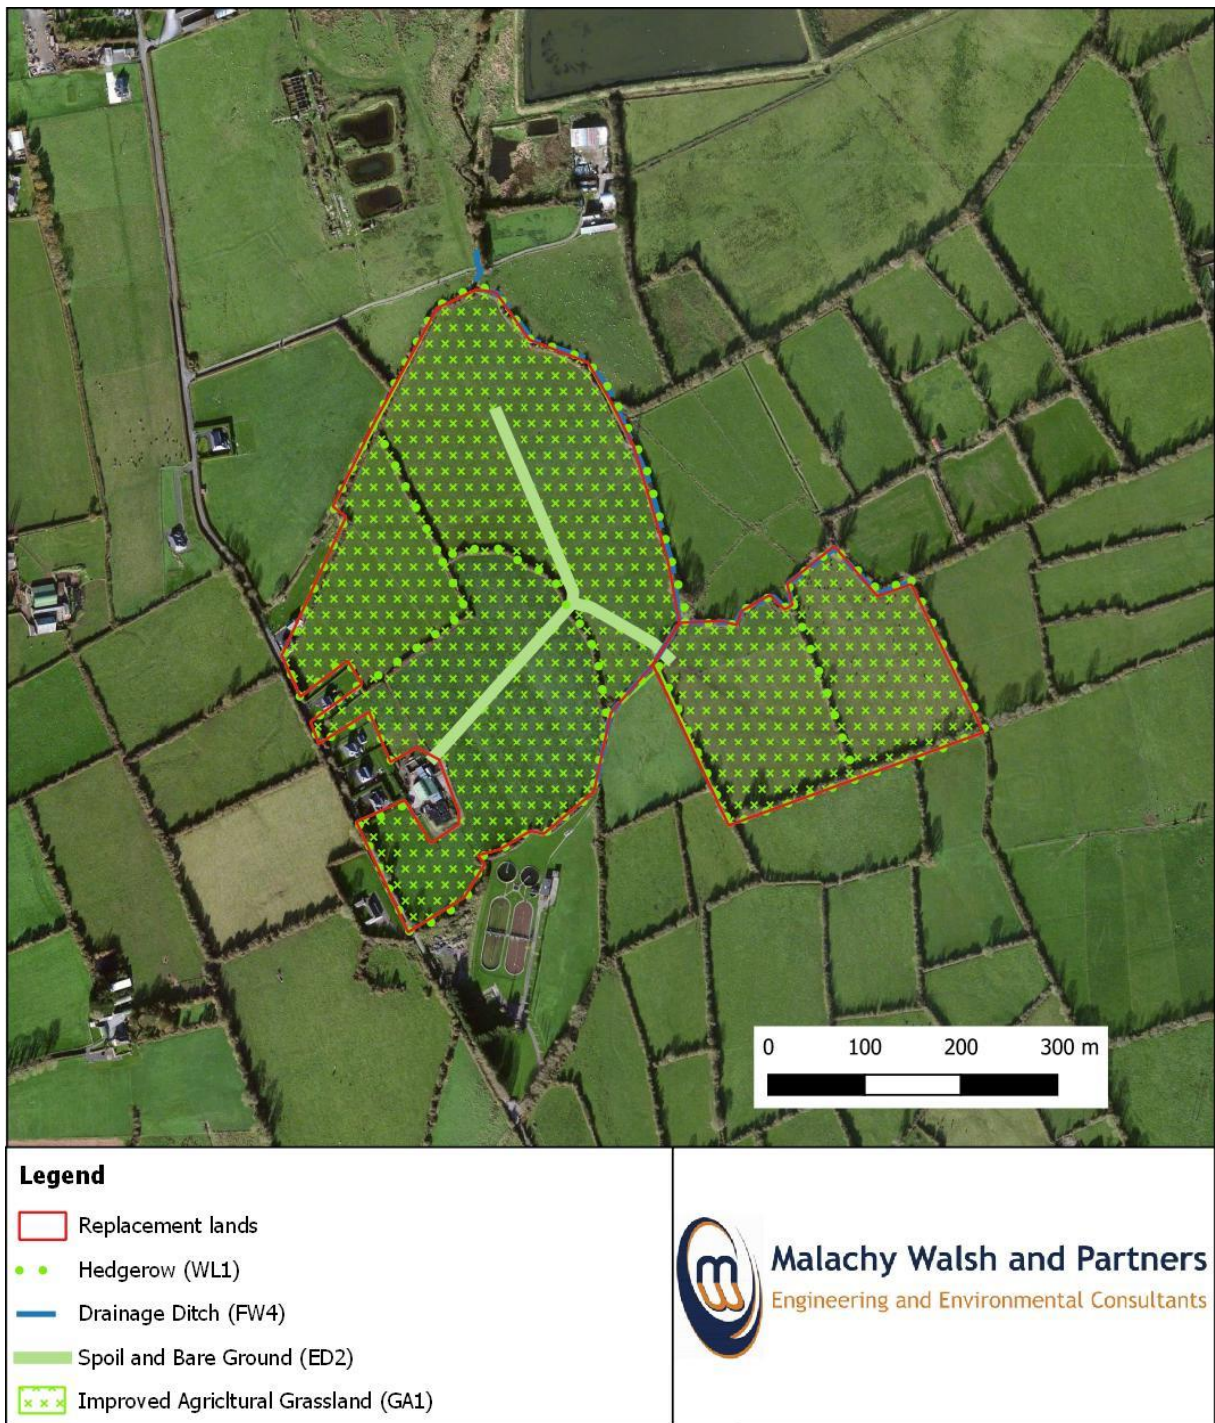 0 100 200 300 m
Legend
Replacement lands
Hedgerow (WL1)
Drainage Ditch (FW4)
Spoil and Bare Ground (ED2)
Improved Agricltural Grassland (GA1)
Malachy Walsh and Partners
Engineering and Environmental Consultants